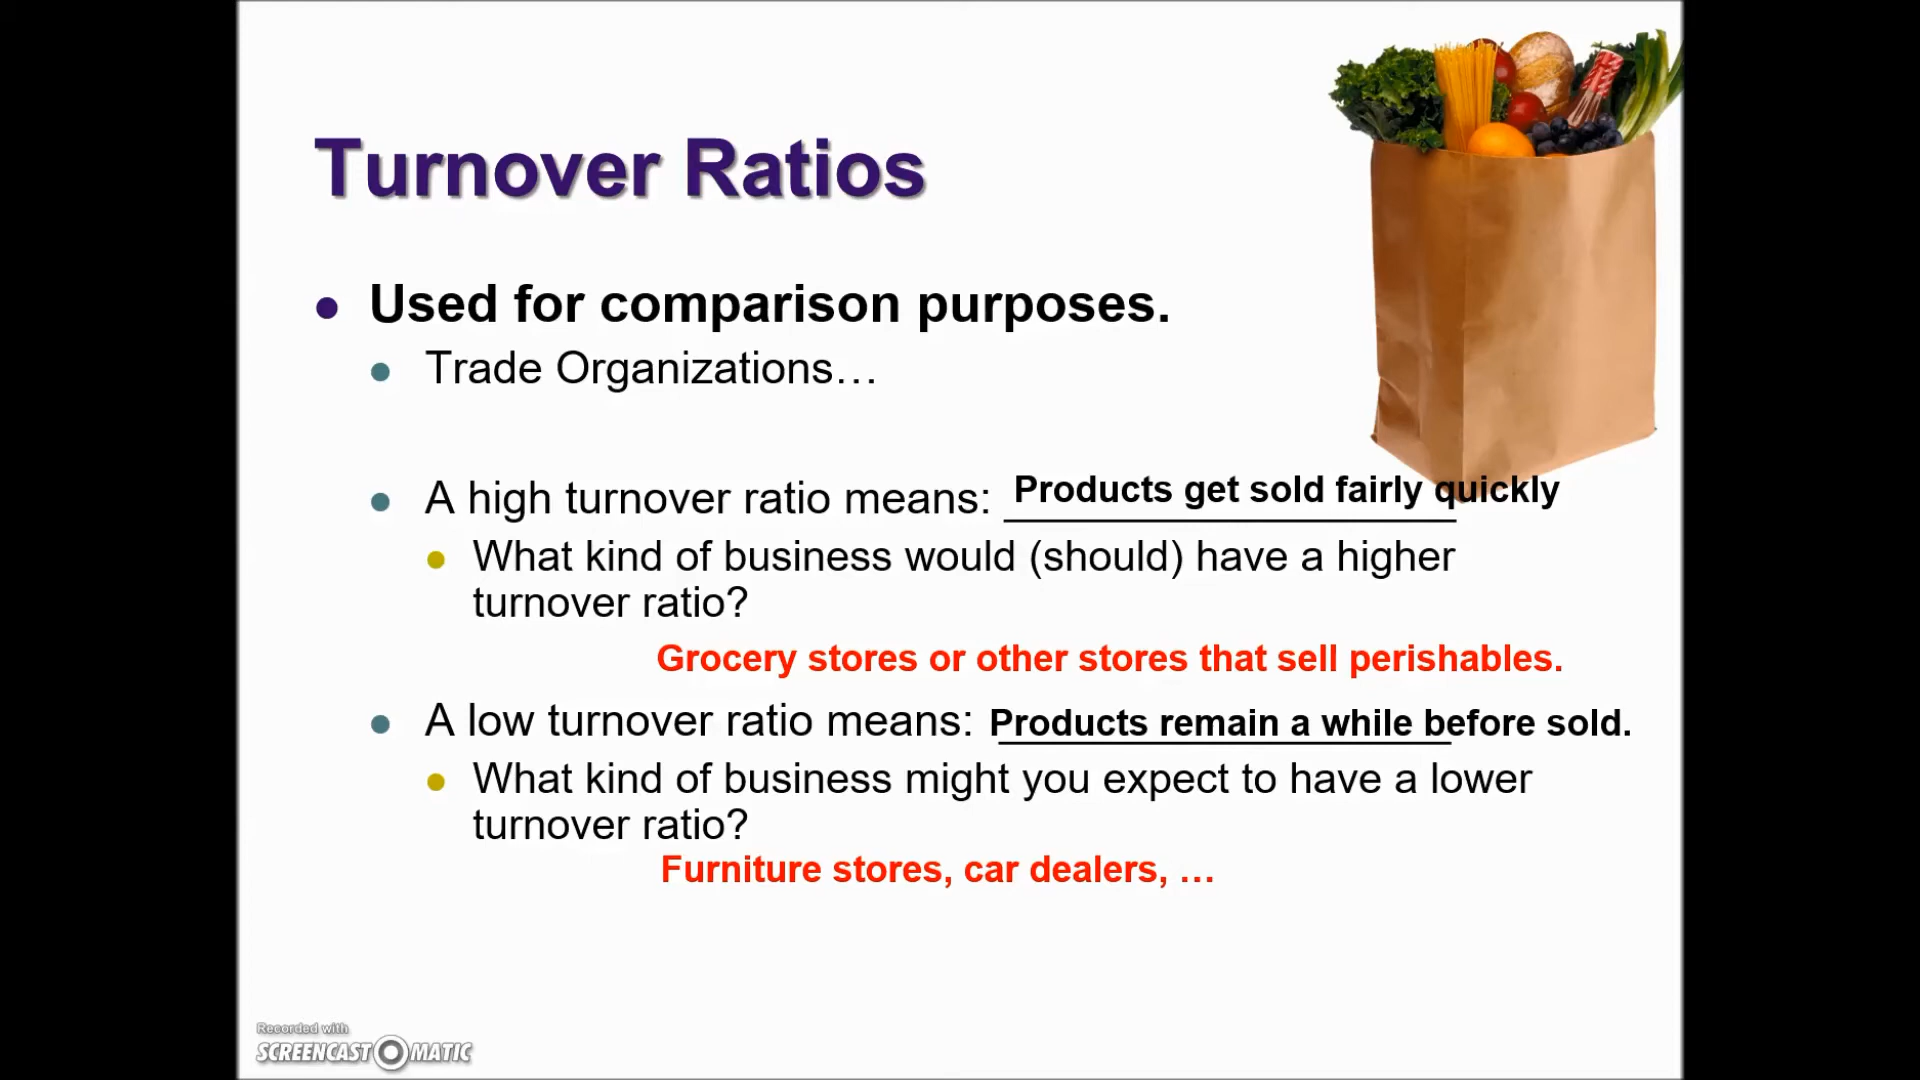 Turnover Ratios
Used for comparison purposes.
Trade Organizations…
A high turnover ratio means: Products get sold fairly quickly
What kind of business would (should) have a higher
turnover ratio?
Grocery stores or other stores that sell perishables.
A low turnover ratio means: Products remain a while before sold.
What kind of business might you expect to have a lower
turnover ratio?
Furniture stores, car dealers, …
Recorded with
SCREENCAST MATIC